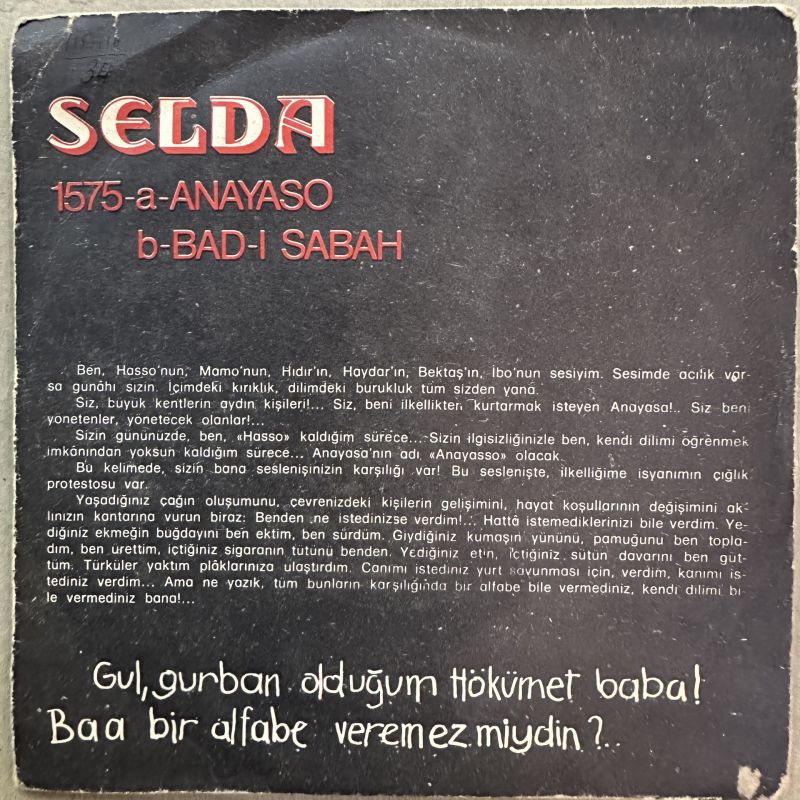 34
SELDA
1575-a-ANAYASO
b-BAD-I SABAH
Ben, Hasso'nun, Mamo'nun, Hıdır'ın, Haydar'ın, Bektaş'ın, İbo'nun sesiyim. Sesimde acılık var-
sa günâhı sizin. İçimdeki kırıklık, dilimdeki burukluk tüm sizden yana.
Siz, büyük kentlerin aydın kişileri!... Siz, beni ilkellikten kurtarmak isteyen Anayasa!.. Siz beni
yönetenler, yönetecek olanlar!...
Sizin gününüzde, ben, «Hasso» kaldığım sürece... Sizin ilgisizliğinizle ben, kendi dilimi öğrenmek
imkânından yoksun kaldığım sürece... Anayasa'nın adı, «Anayasso» olacak.
Bu kelimede, sizin bana seslenişinizin karşılığı var! Bu seslenişte, ilkelliğime isyanımın çığlık
protestosu var.
Yaşadığınız çağın oluşumunu, çevrenizdeki kişilerin gelişimini, hayat koşullarının değişimini ak-
lınızın kantarına vurun biraz: Benden ne istedinizse verdim!... Hattâ istemediklerinizi bile verdim. Ye-
diğiniz ekmeğin buğdayını ben ektim, ben sürdüm. Giydiğiniz kumaşın yününü, pamuğunu ben topla-
dım, ben ürettim, içtiğiniz sigaranın tütünü benden. Yediğiniz etin, içtiğiniz sütün davarını ben güt-
tüm. Türküler yaktım plâklarınıza ulaştırdım. Canımı istediniz yurt savunması için, verdim, kanımı is-
tediniz verdim... Ama ne yazık, tüm bunların karşılığında bir alfabe bile vermediniz, kendi dilimi bi-
le vermediniz bana!...
Gul, gurban olduğum Hökümet baba!
Baa bir alfabe veremez miydin?..